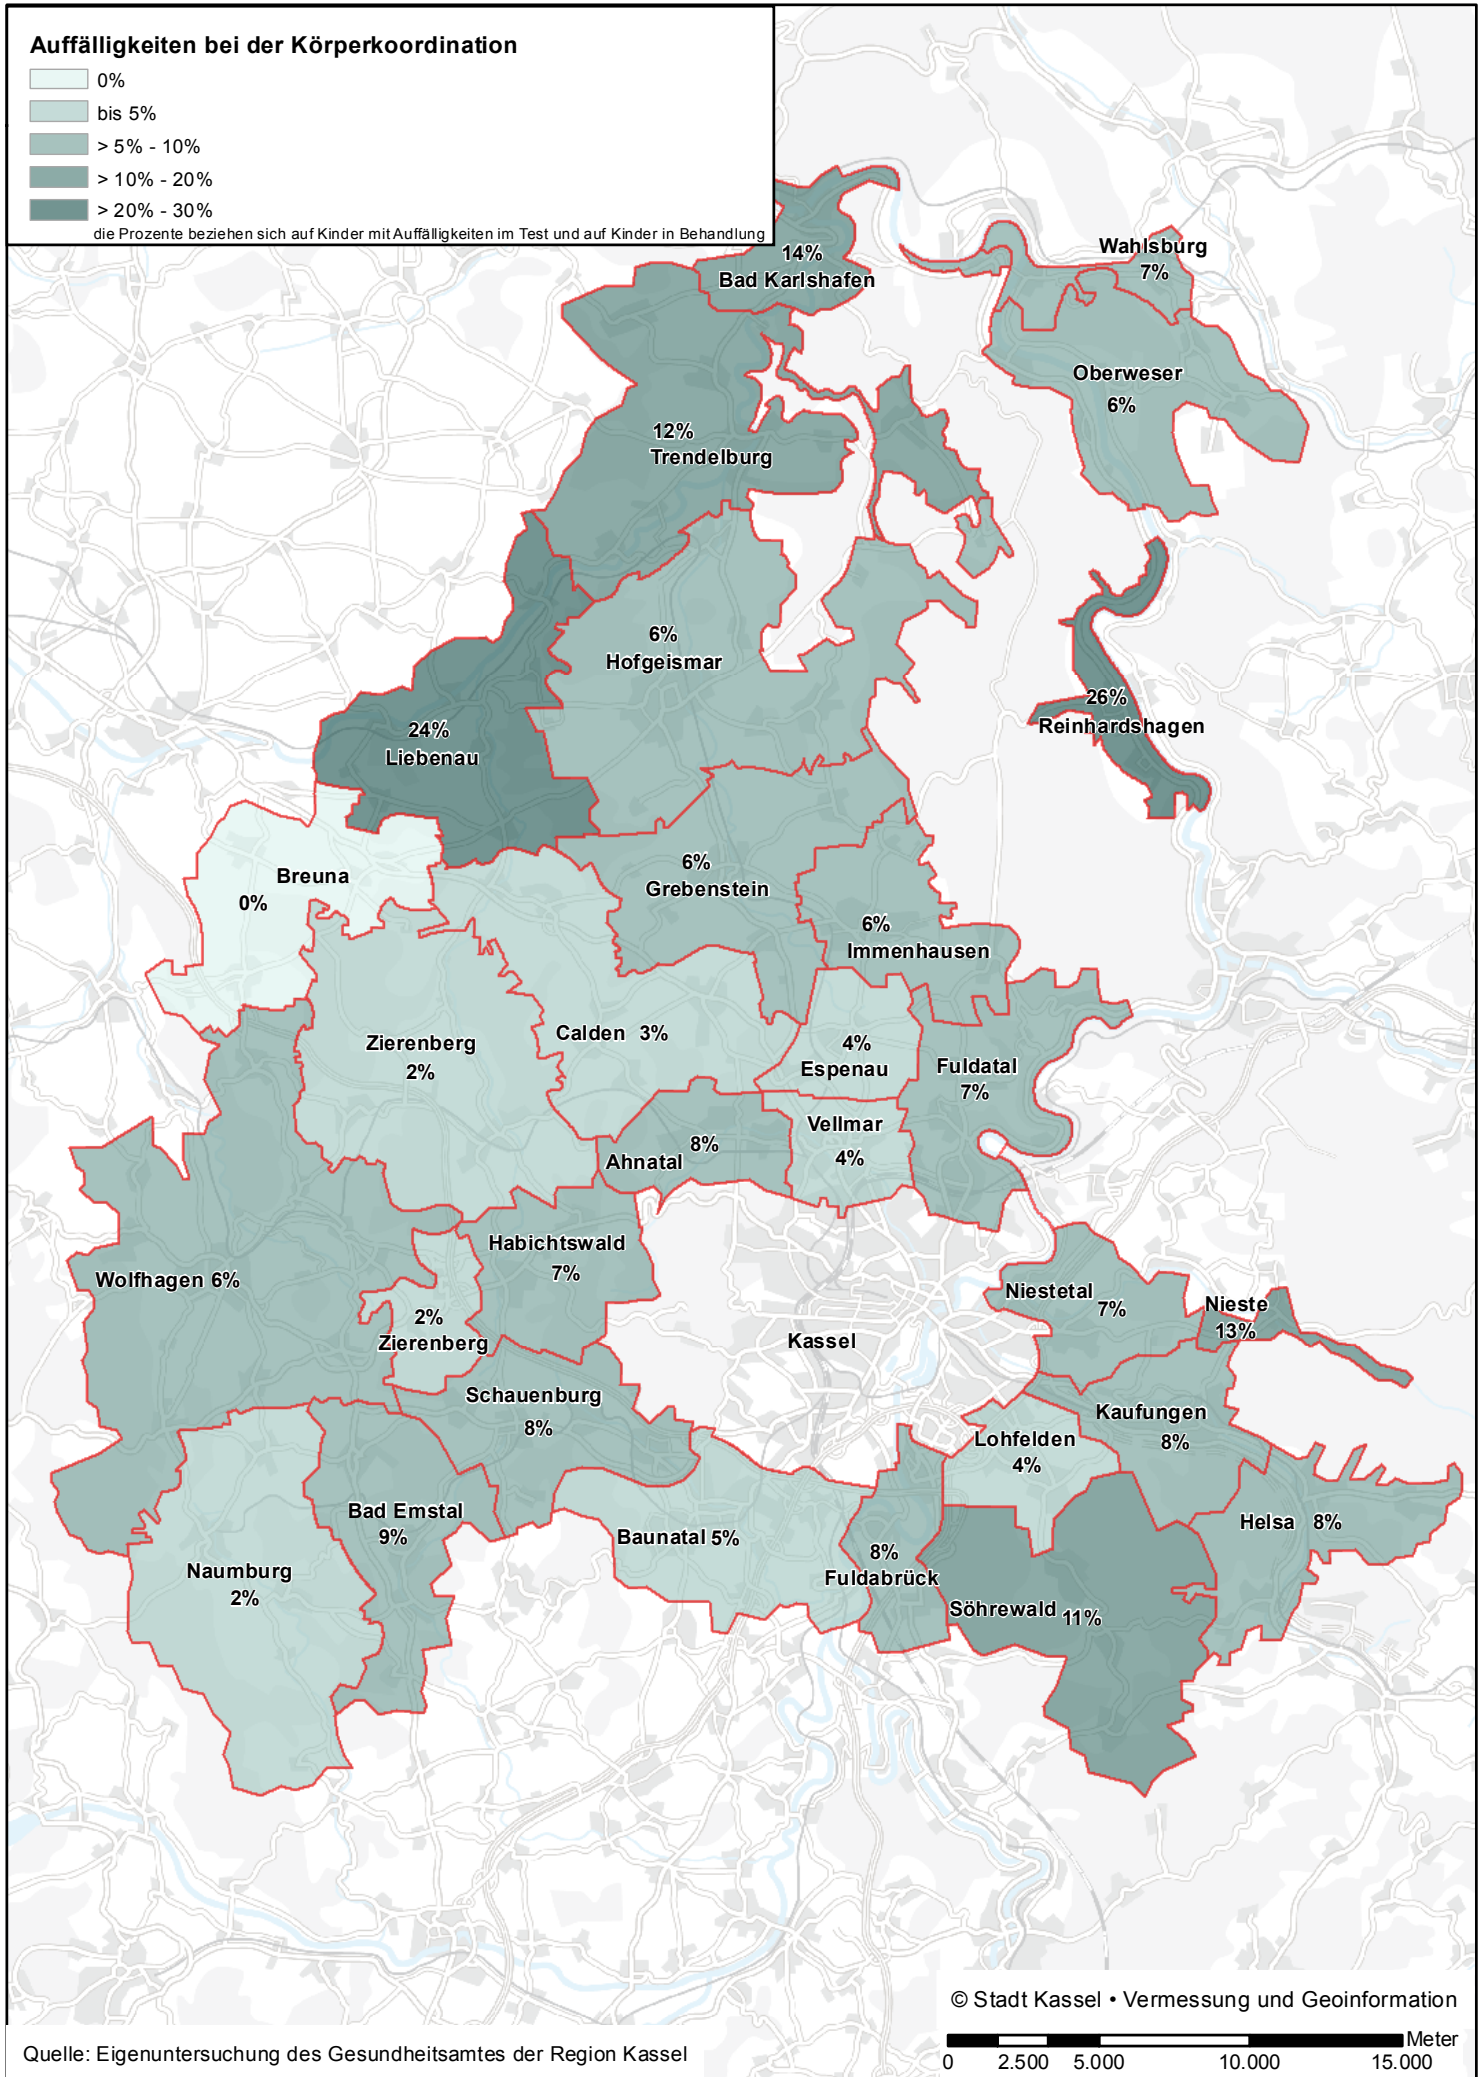 Auffälligkeiten bei der Körperkoordination
0%
bis 5%
> 5% - 10%
> 10% - 20%
> 20% - 30%
die Prozente beziehen sich auf Kinder mit Auffälligkeiten im Test und auf Kinder in Behandlung
14%
Bad Karlshafen
Wahlsburg
7%
Oberweser
6%
12%
Trendelburg
6%
Hofgeismar
26%
Reinhardshagen
24%
Liebenau
6%
Grebenstein
Breuna
0%
6%
Immenhausen
Zierenberg
2%
Calden 3%
4%
Espenau
Fuldatal
7%
Vellmar
4%
8%
Ahnatal
Habichtswald
7%
Wolfhagen 6%
2%
Zierenberg
Niestetal
7%
Nieste
13%
Kassel
Schauenburg
8%
Kaufungen
8%
Lohfelden
4%
Bad Emstal
9%
Baunatal 5%
8%
Fuldabrück
Helsa 8%
Naumburg
2%
Söhrewald 11%
© Stadt Kassel • Vermessung und Geoinformation
Quelle: Eigenuntersuchung des Gesundheitsamtes der Region Kassel
Meter
0 2.500 5.000 10.000 15.000